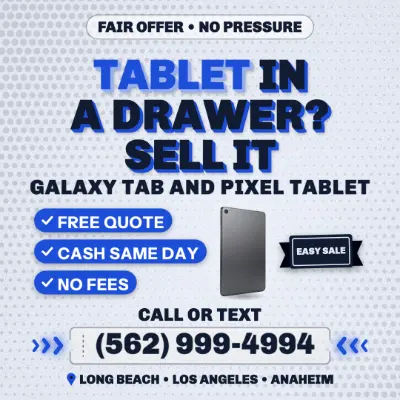 FAIR OFFER • NO PRESSURE
TABLET IN
A DRAWER?
SELL IT
GALAXY TAB AND PIXEL TABLET
FREE QUOTE
CASH SAME DAY
NO FEES
EASY SALE
CALL OR TEXT
(562) 999-4994
LONG BEACH • LOS ANGELES • ANAHEIM